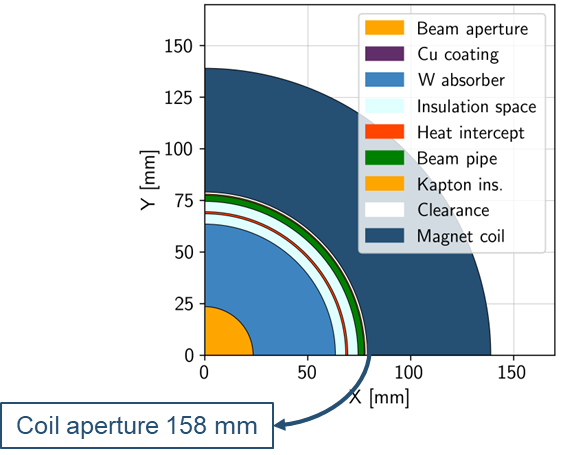 Y [mm]
150
125
100
75
50
25
0
Beam aperture
Cu coating
W absorber
Insulation space
Heat intercept
Beam pipe
Kapton ins.
Clearance
Magnet coil
0 50 100 150
X [mm]
Coil aperture 158 mm